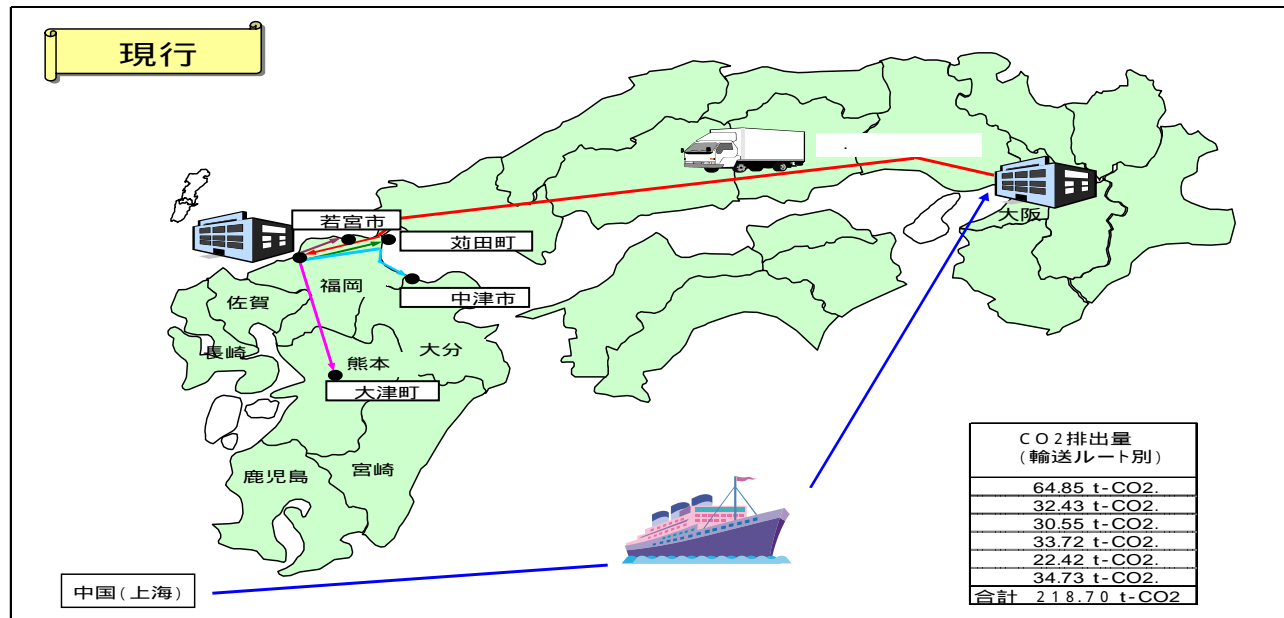 現行
若宮市
苅田町
大阪
福岡
中津市
佐賀
長崎
熊本
大分
大津町
鹿児島
宮崎
中国(上海)
CO2排出量
(輸送ルート別)
64.85 t-CO2.
32.43 t-CO2.
30.55 t-CO2.
33.72 t-CO2.
22.42 t-CO2.
34.73 t-CO2.
合計 218.70 t-CO2